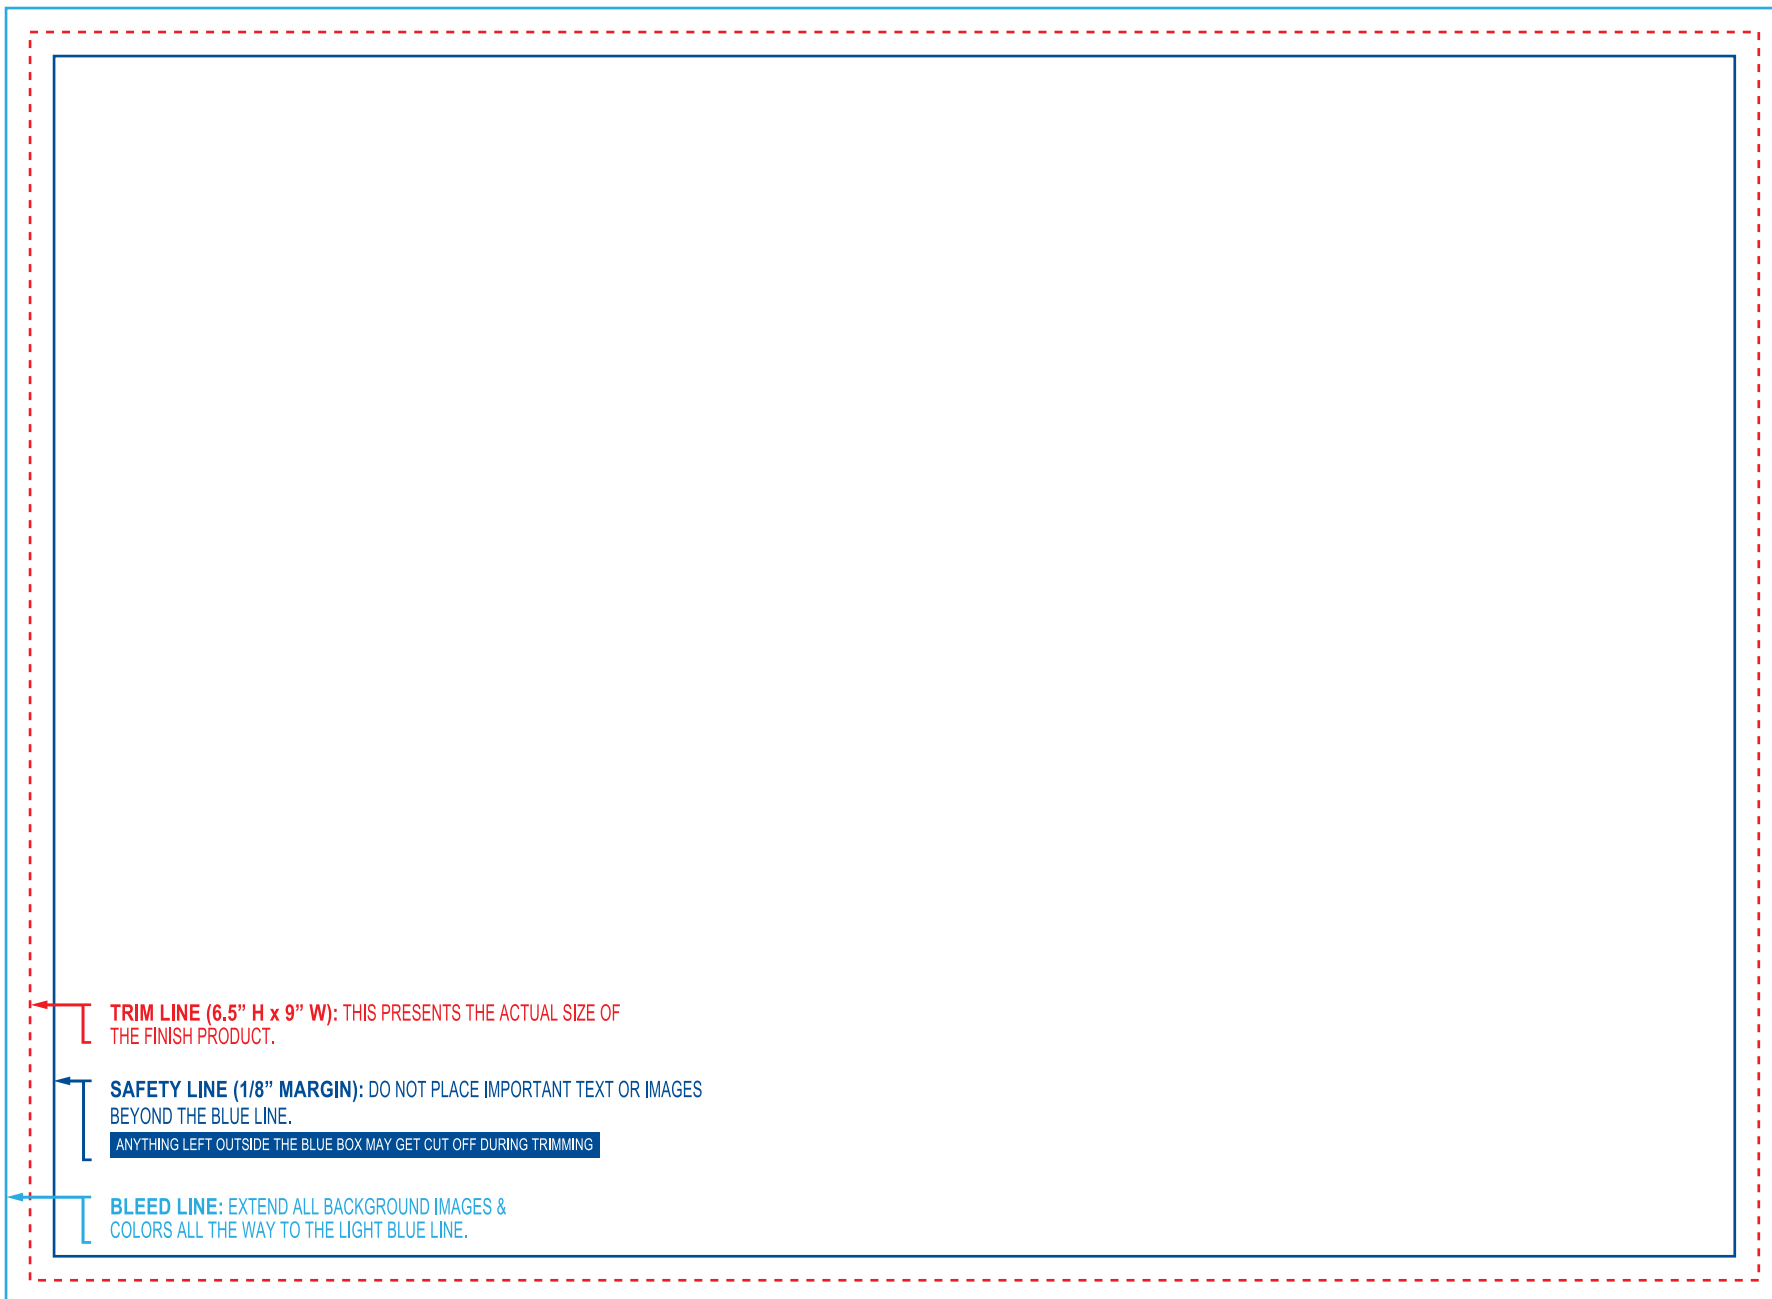 TRIM LINE (6.5” H x 9” W): THIS PRESENTS THE ACTUAL SIZE OF
THE FINISH PRODUCT.
SAFETY LINE (1/8” MARGIN): DO NOT PLACE IMPORTANT TEXT OR IMAGES
BEYOND THE BLUE LINE.
ANYTHING LEFT OUTSIDE THE BLUE BOX MAY GET CUT OFF DURING TRIMMING
BLEED LINE: EXTEND ALL BACKGROUND IMAGES &
COLORS ALL THE WAY TO THE LIGHT BLUE LINE.